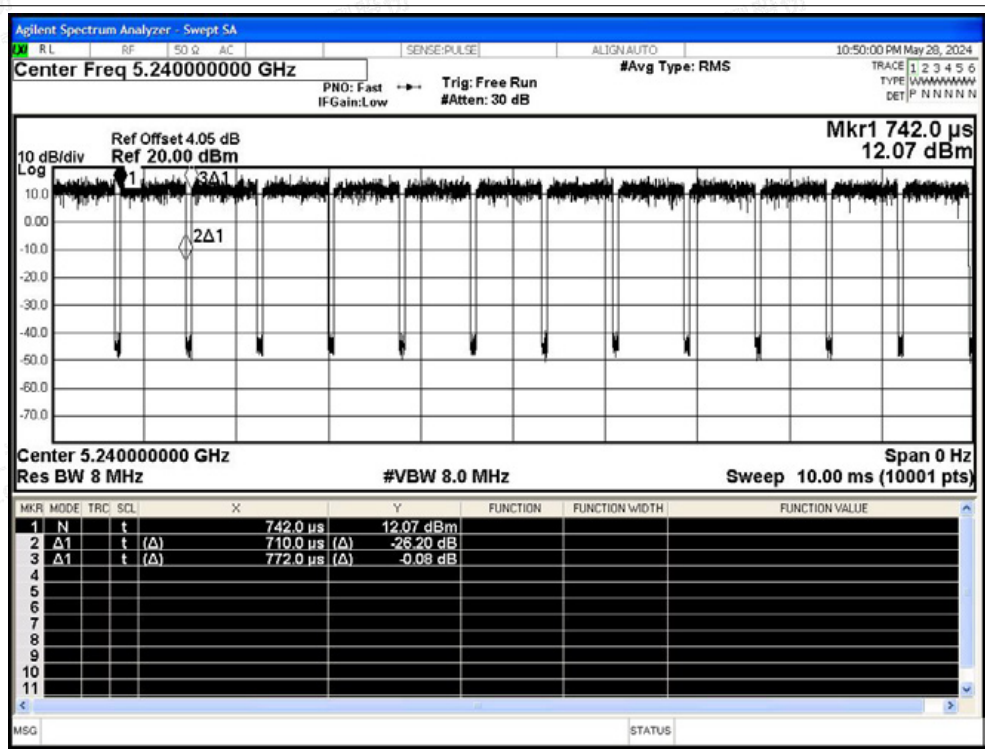 Agilent Spectrum Analyzer - Swept SA
RL RF 50 Ω AC SENSE:PULSE ALIGNAUTO 10:50:00 PM May 28, 2024
Center Freq 5.240000000 GHz #Avg Type: RMS TRACE 1 2 3 4 5 6
PNO: Fast Trig: Free Run TYPE WWWWWW
IFGain:Low #Atten: 30 dB DET P N N N N N
Mkr1 742.0 µs
Ref Offset 4.05 dB
10 dB/div Ref 20.00 dBm 12.07 dBm
Log
1 3Δ1
10.0
0.00
2Δ1
-10.0
-20.0
-30.0
-40.0
-50.0
-60.0
-70.0
Center 5.240000000 GHz Span 0 Hz
Res BW 8 MHz #VBW 8.0 MHz Sweep 10.00 ms (10001 pts)
MKR MODE TRC SCL X Y FUNCTION FUNCTION WIDTH FUNCTION VALUE
1 N t 742.0 µs 12.07 dBm
2 Δ1 t (Δ) 710.0 µs (Δ) -26.20 dB
3 Δ1 t (Δ) 772.0 µs (Δ) -0.08 dB
4
5
6
7
8
9
10
11
MSG STATUS